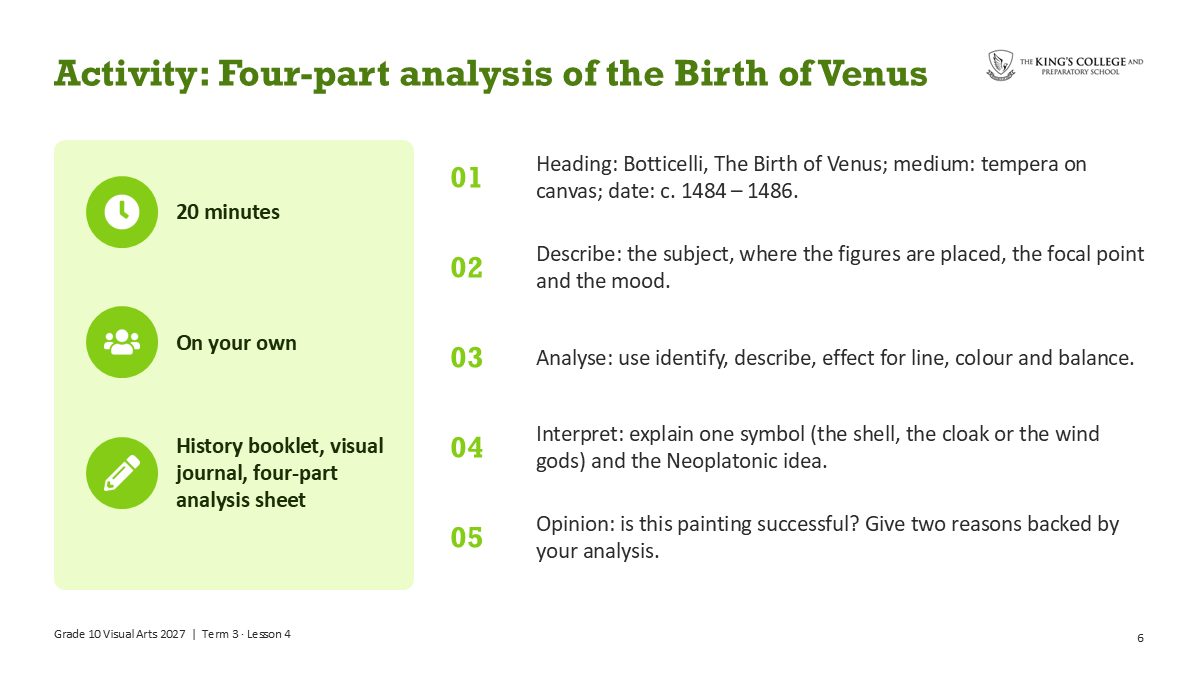 Activity: Four-part analysis of the Birth of Venus
THE KING'S COLLEGE AND
PREPARATORY SCHOOL
20 minutes
On your own
History booklet, visual
journal, four-part
analysis sheet
01
Heading: Botticelli, The Birth of Venus; medium: tempera on
canvas; date: c. 1484 – 1486.
02
Describe: the subject, where the figures are placed, the focal point
and the mood.
03
Analyse: use identify, describe, effect for line, colour and balance.
04
Interpret: explain one symbol (the shell, the cloak or the wind
gods) and the Neoplatonic idea.
05
Opinion: is this painting successful? Give two reasons backed by
your analysis.
Grade 10 Visual Arts 2027 | Term 3 · Lesson 4
6